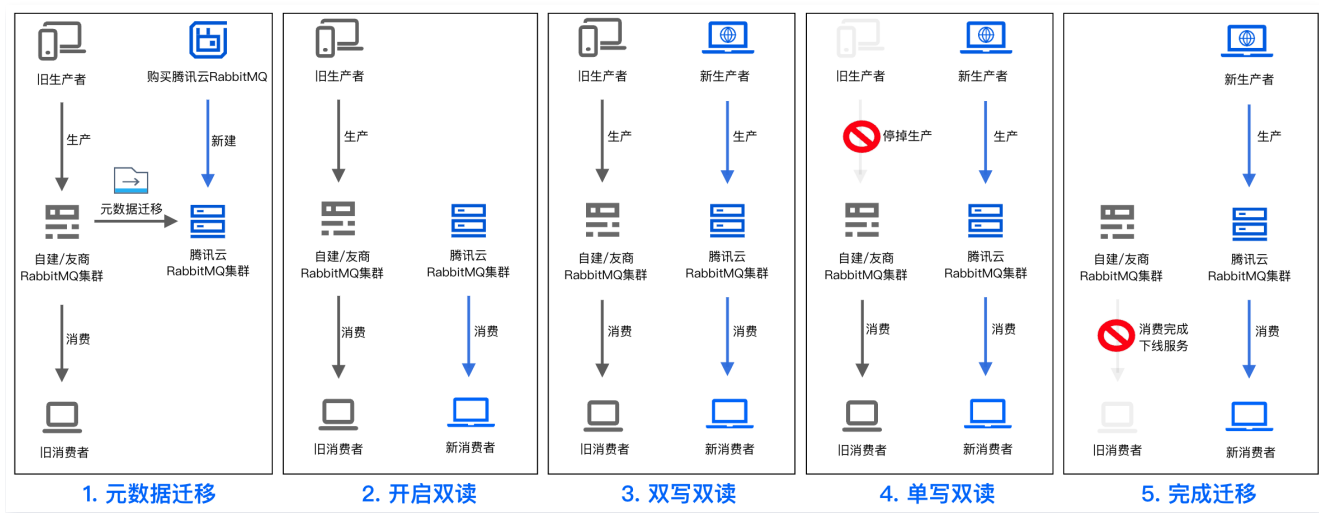 旧生产者
购买腾讯云RabbitMQ
生产
新建
元数据迁移
自建/友商
RabbitMQ集群
腾讯云
RabbitMQ集群
消费
旧消费者
1. 元数据迁移
旧生产者
生产
自建/友商
RabbitMQ集群
腾讯云
RabbitMQ集群
消费
消费
旧消费者
新消费者
2. 开启双读
旧生产者
新生产者
生产
生产
自建/友商
RabbitMQ集群
腾讯云
RabbitMQ集群
消费
消费
旧消费者
新消费者
3. 双写双读
旧生产者
新生产者
停掉生产
生产
自建/友商
RabbitMQ集群
腾讯云
RabbitMQ集群
消费
消费
旧消费者
新消费者
4. 单写双读
新生产者
生产
自建/友商
RabbitMQ集群
腾讯云
RabbitMQ集群
消费完成
下线服务
消费
旧消费者
新消费者
5. 完成迁移